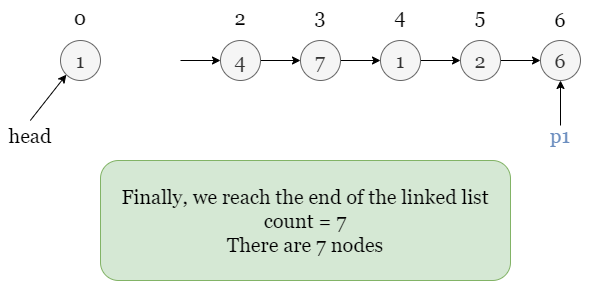 0 2 3 4 5 6
1 4 7 1 2 6
head p1
Finally, we reach the end of the linked list
count = 7
There are 7 nodes